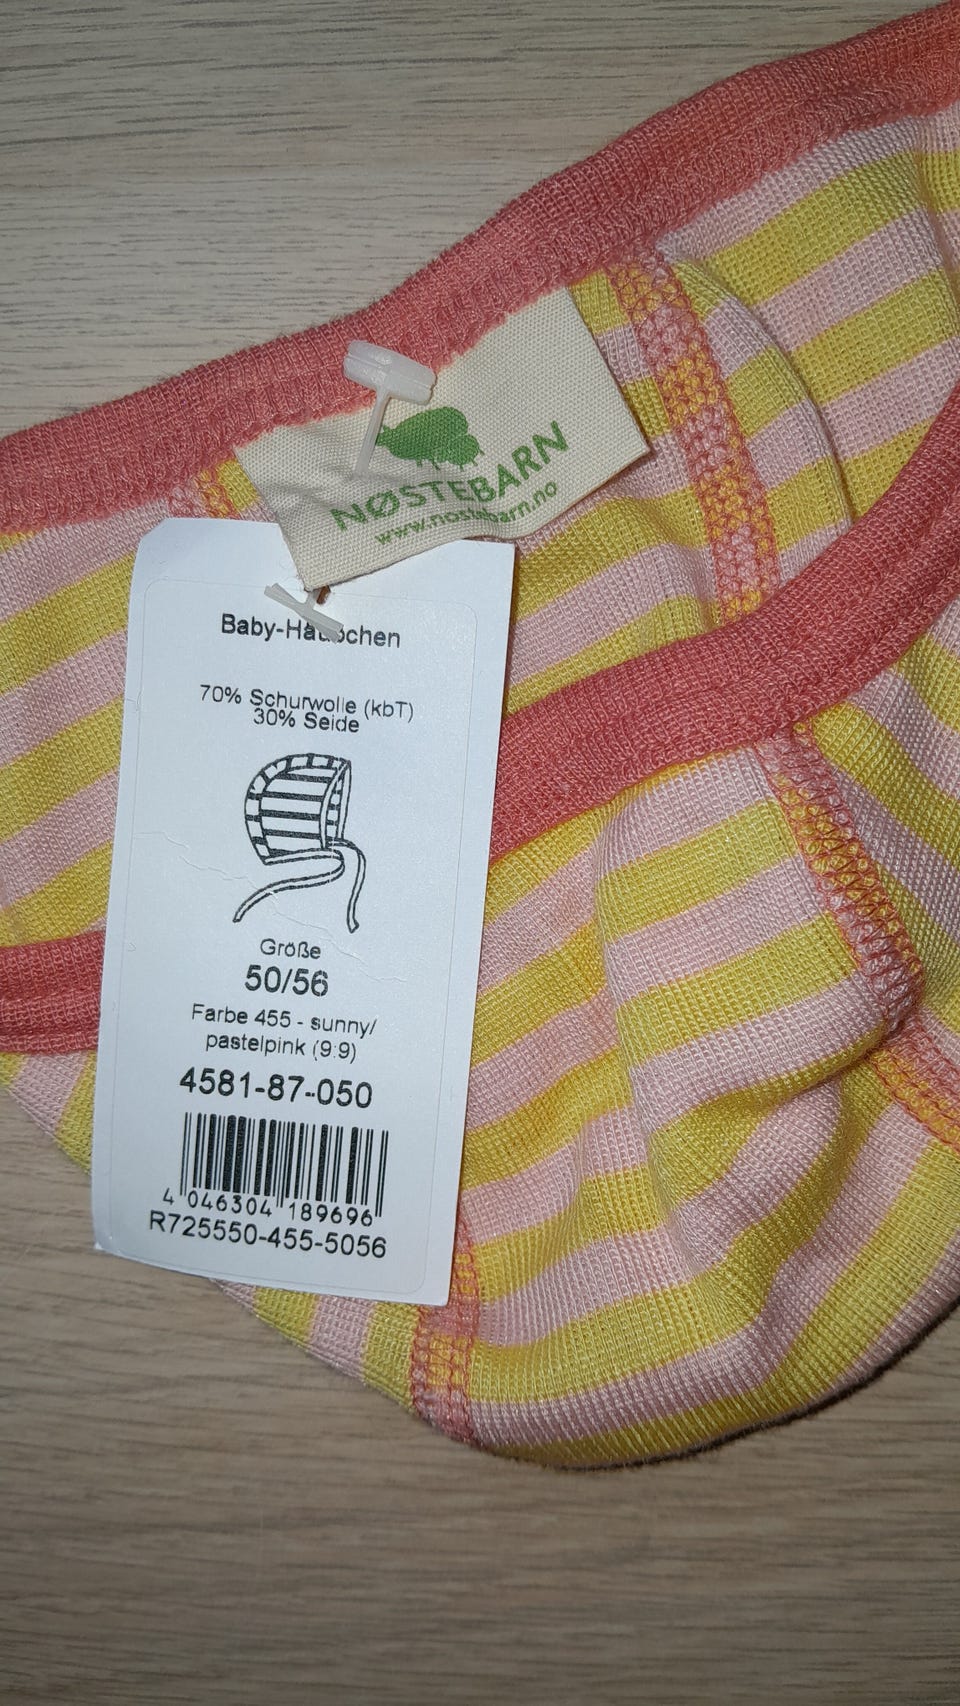 NØSTEBARN
www.nostebarn.no
Baby-Häubchen
70% Schurwolle (kbT)
30% Seide
Größe
50/56
Farbe 455 - sunny/
pastelpink (9:9)
4581-87-050
4 046304 189696
R725550-455-5056